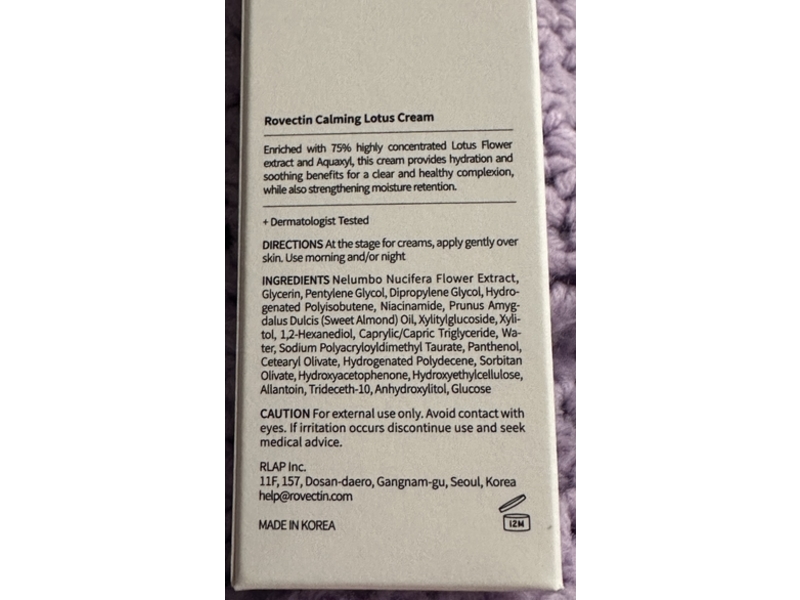 Rovectin Calming Lotus Cream
Enriched with 75% highly concentrated Lotus Flower
extract and Aquaxyl, this cream provides hydration and
soothing benefits for a clear and healthy complexion,
while also strengthening moisture retention.
+ Dermatologist Tested
DIRECTIONS At the stage for creams, apply gently over
skin. Use morning and/or night
INGREDIENTS Nelumbo Nucifera Flower Extract,
Glycerin, Pentylene Glycol, Dipropylene Glycol, Hydro-
genated Polyisobutene, Niacinamide, Prunus Amyg-
dalus Dulcis (Sweet Almond) Oil, Xylitylglucoside, Xyli-
tol, 1,2-Hexanediol, Caprylic/Capric Triglyceride, Wa-
ter, Sodium Polyacryloyldimethyl Taurate, Panthenol,
Cetearyl Olivate, Hydrogenated Polydecene, Sorbitan
Olivate, Hydroxyacetophenone, Hydroxyethylcellulose,
Allantoin, Trideceth-10, Anhydroxylitol, Glucose
CAUTION For external use only. Avoid contact with
eyes. If irritation occurs discontinue use and seek
medical advice.
RLAP Inc.
11F, 157, Dosan-daero, Gangnam-gu, Seoul, Korea
help@rovectin.com
12M
MADE IN KOREA